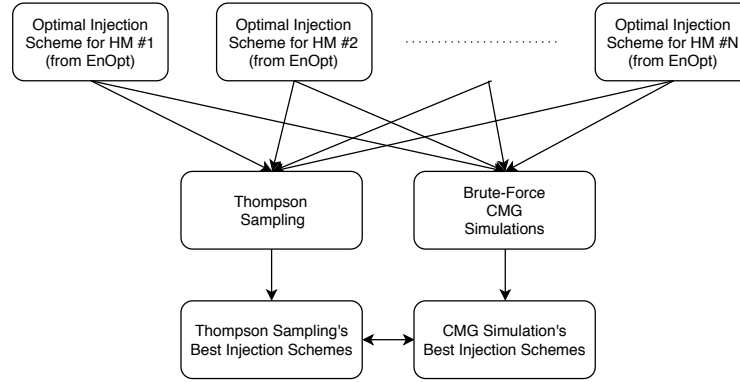 Optimal Injection
Scheme for HM #1
(from EnOpt)
Optimal Injection
Scheme for HM #2
(from EnOpt)
Optimal Injection
Scheme for HM #N
(from EnOpt)
Thompson
Sampling
Brute-Force
CMG
Simulations
Thompson Sampling's
Best Injection Schemes
CMG Simulation's
Best Injection Schemes